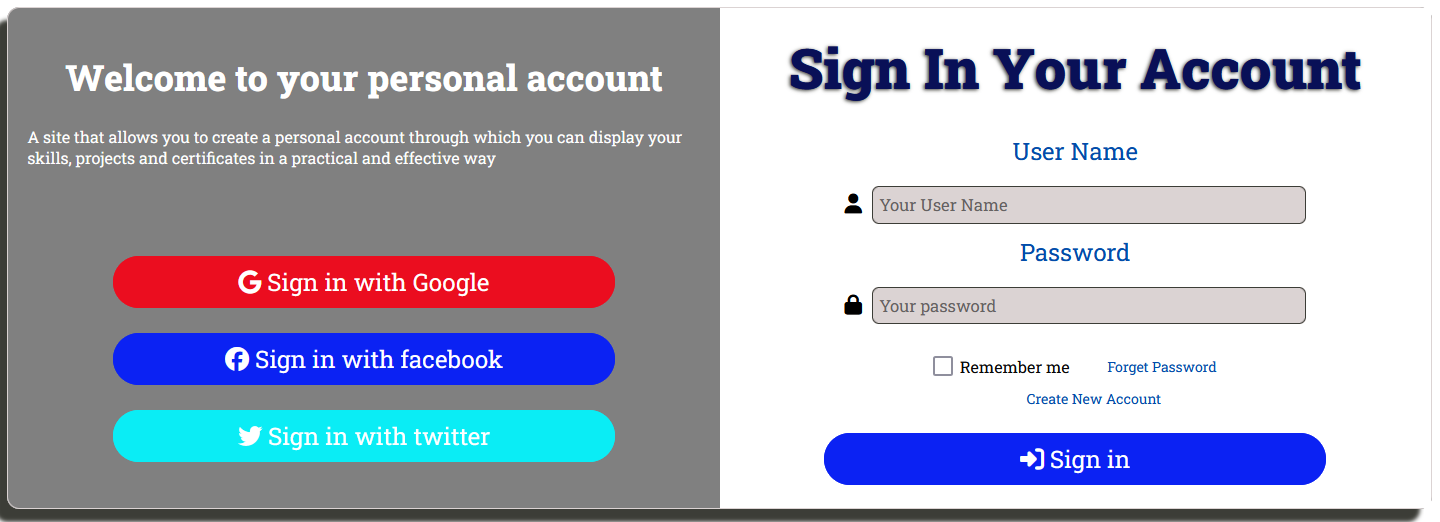 Welcome to your personal account
A site that allows you to create a personal account through which you can display your
skills, projects and certificates in a practical and effective way
Sign in with Google
Sign in with facebook
Sign in with twitter
Sign In Your Account
User Name
Your User Name
Password
Your password
Remember me Forget Password
Create New Account
Sign in